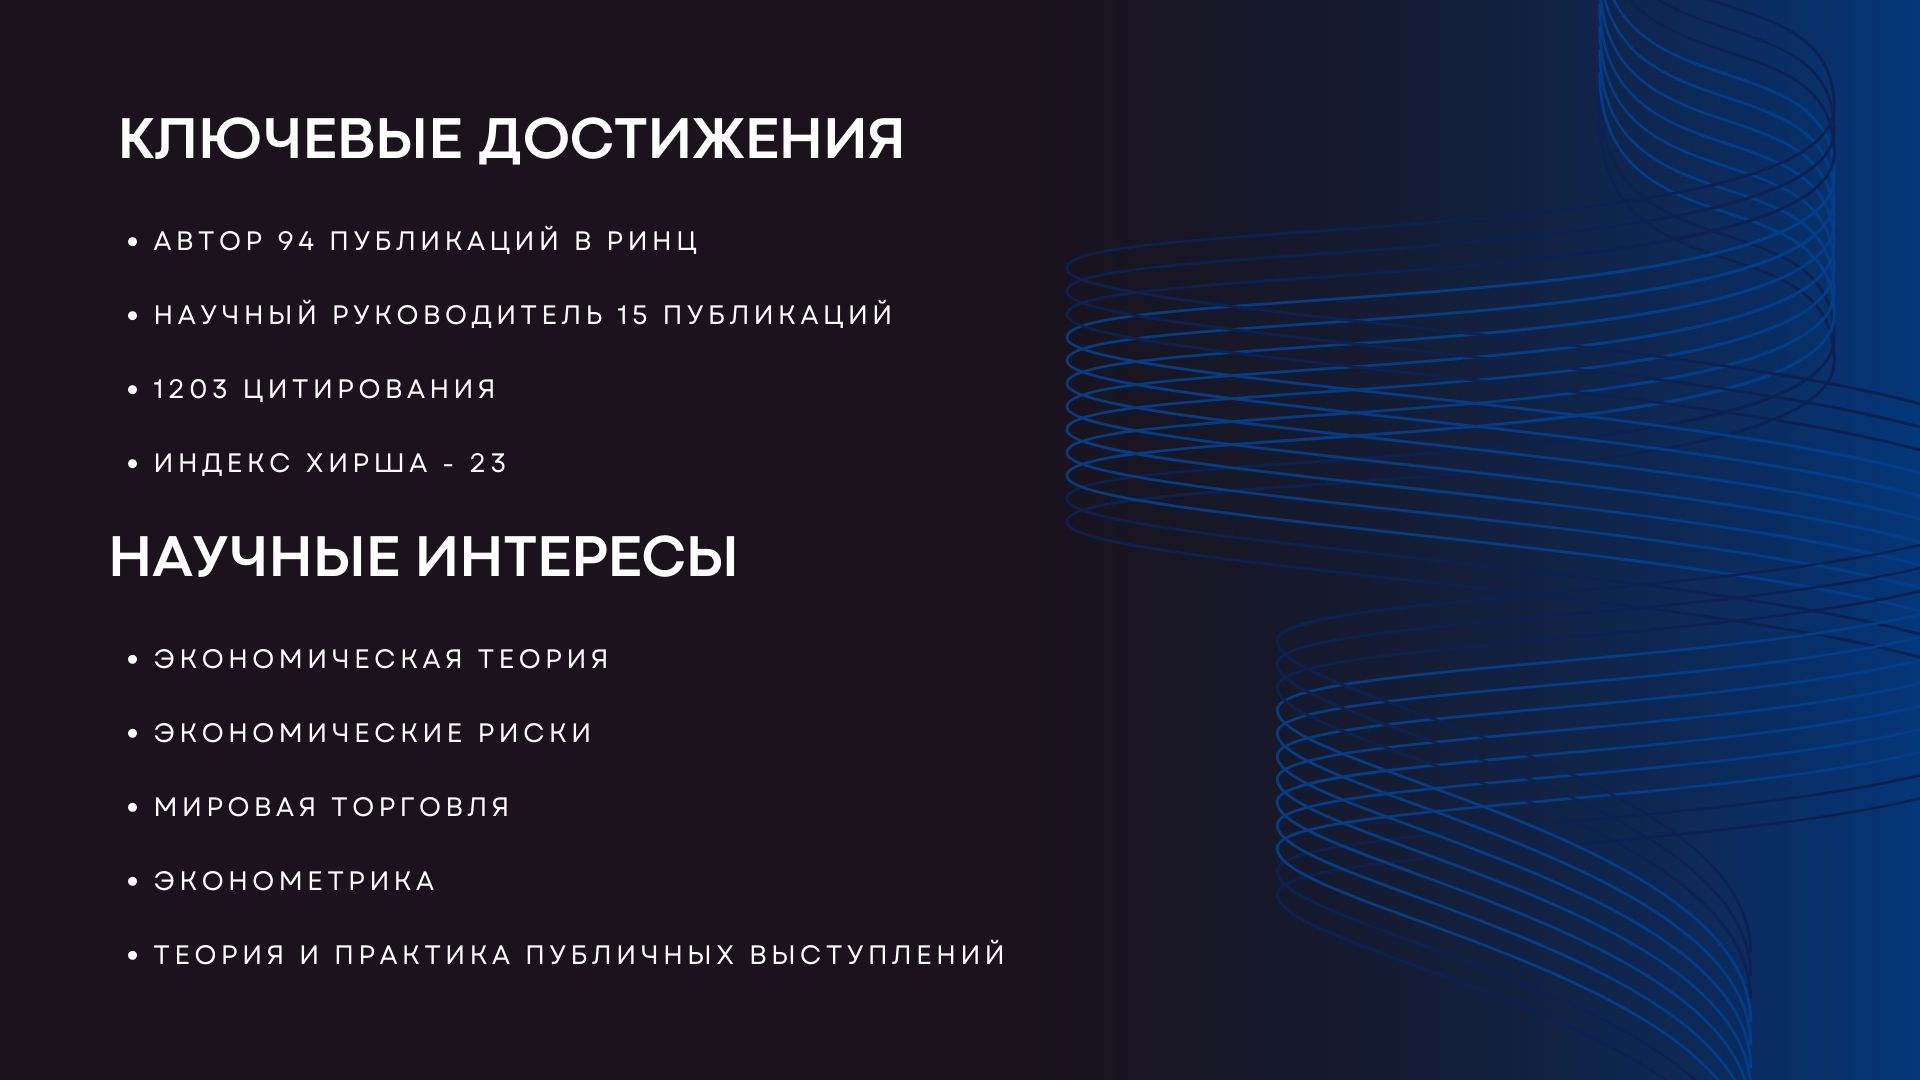 КЛЮЧЕВЫЕ ДОСТИЖЕНИЯ
• АВТОР 94 ПУБЛИКАЦИЙ В РИНЦ
• НАУЧНЫЙ РУКОВОДИТЕЛЬ 15 ПУБЛИКАЦИЙ
• 1203 ЦИТИРОВАНИЯ
• ИНДЕКС ХИРША - 23
НАУЧНЫЕ ИНТЕРЕСЫ
• ЭКОНОМИЧЕСКАЯ ТЕОРИЯ
• ЭКОНОМИЧЕСКИЕ РИСКИ
• МИРОВАЯ ТОРГОВЛЯ
• ЭКОНОМЕТРИКА
• ТЕОРИЯ И ПРАКТИКА ПУБЛИЧНЫХ ВЫСТУПЛЕНИЙ